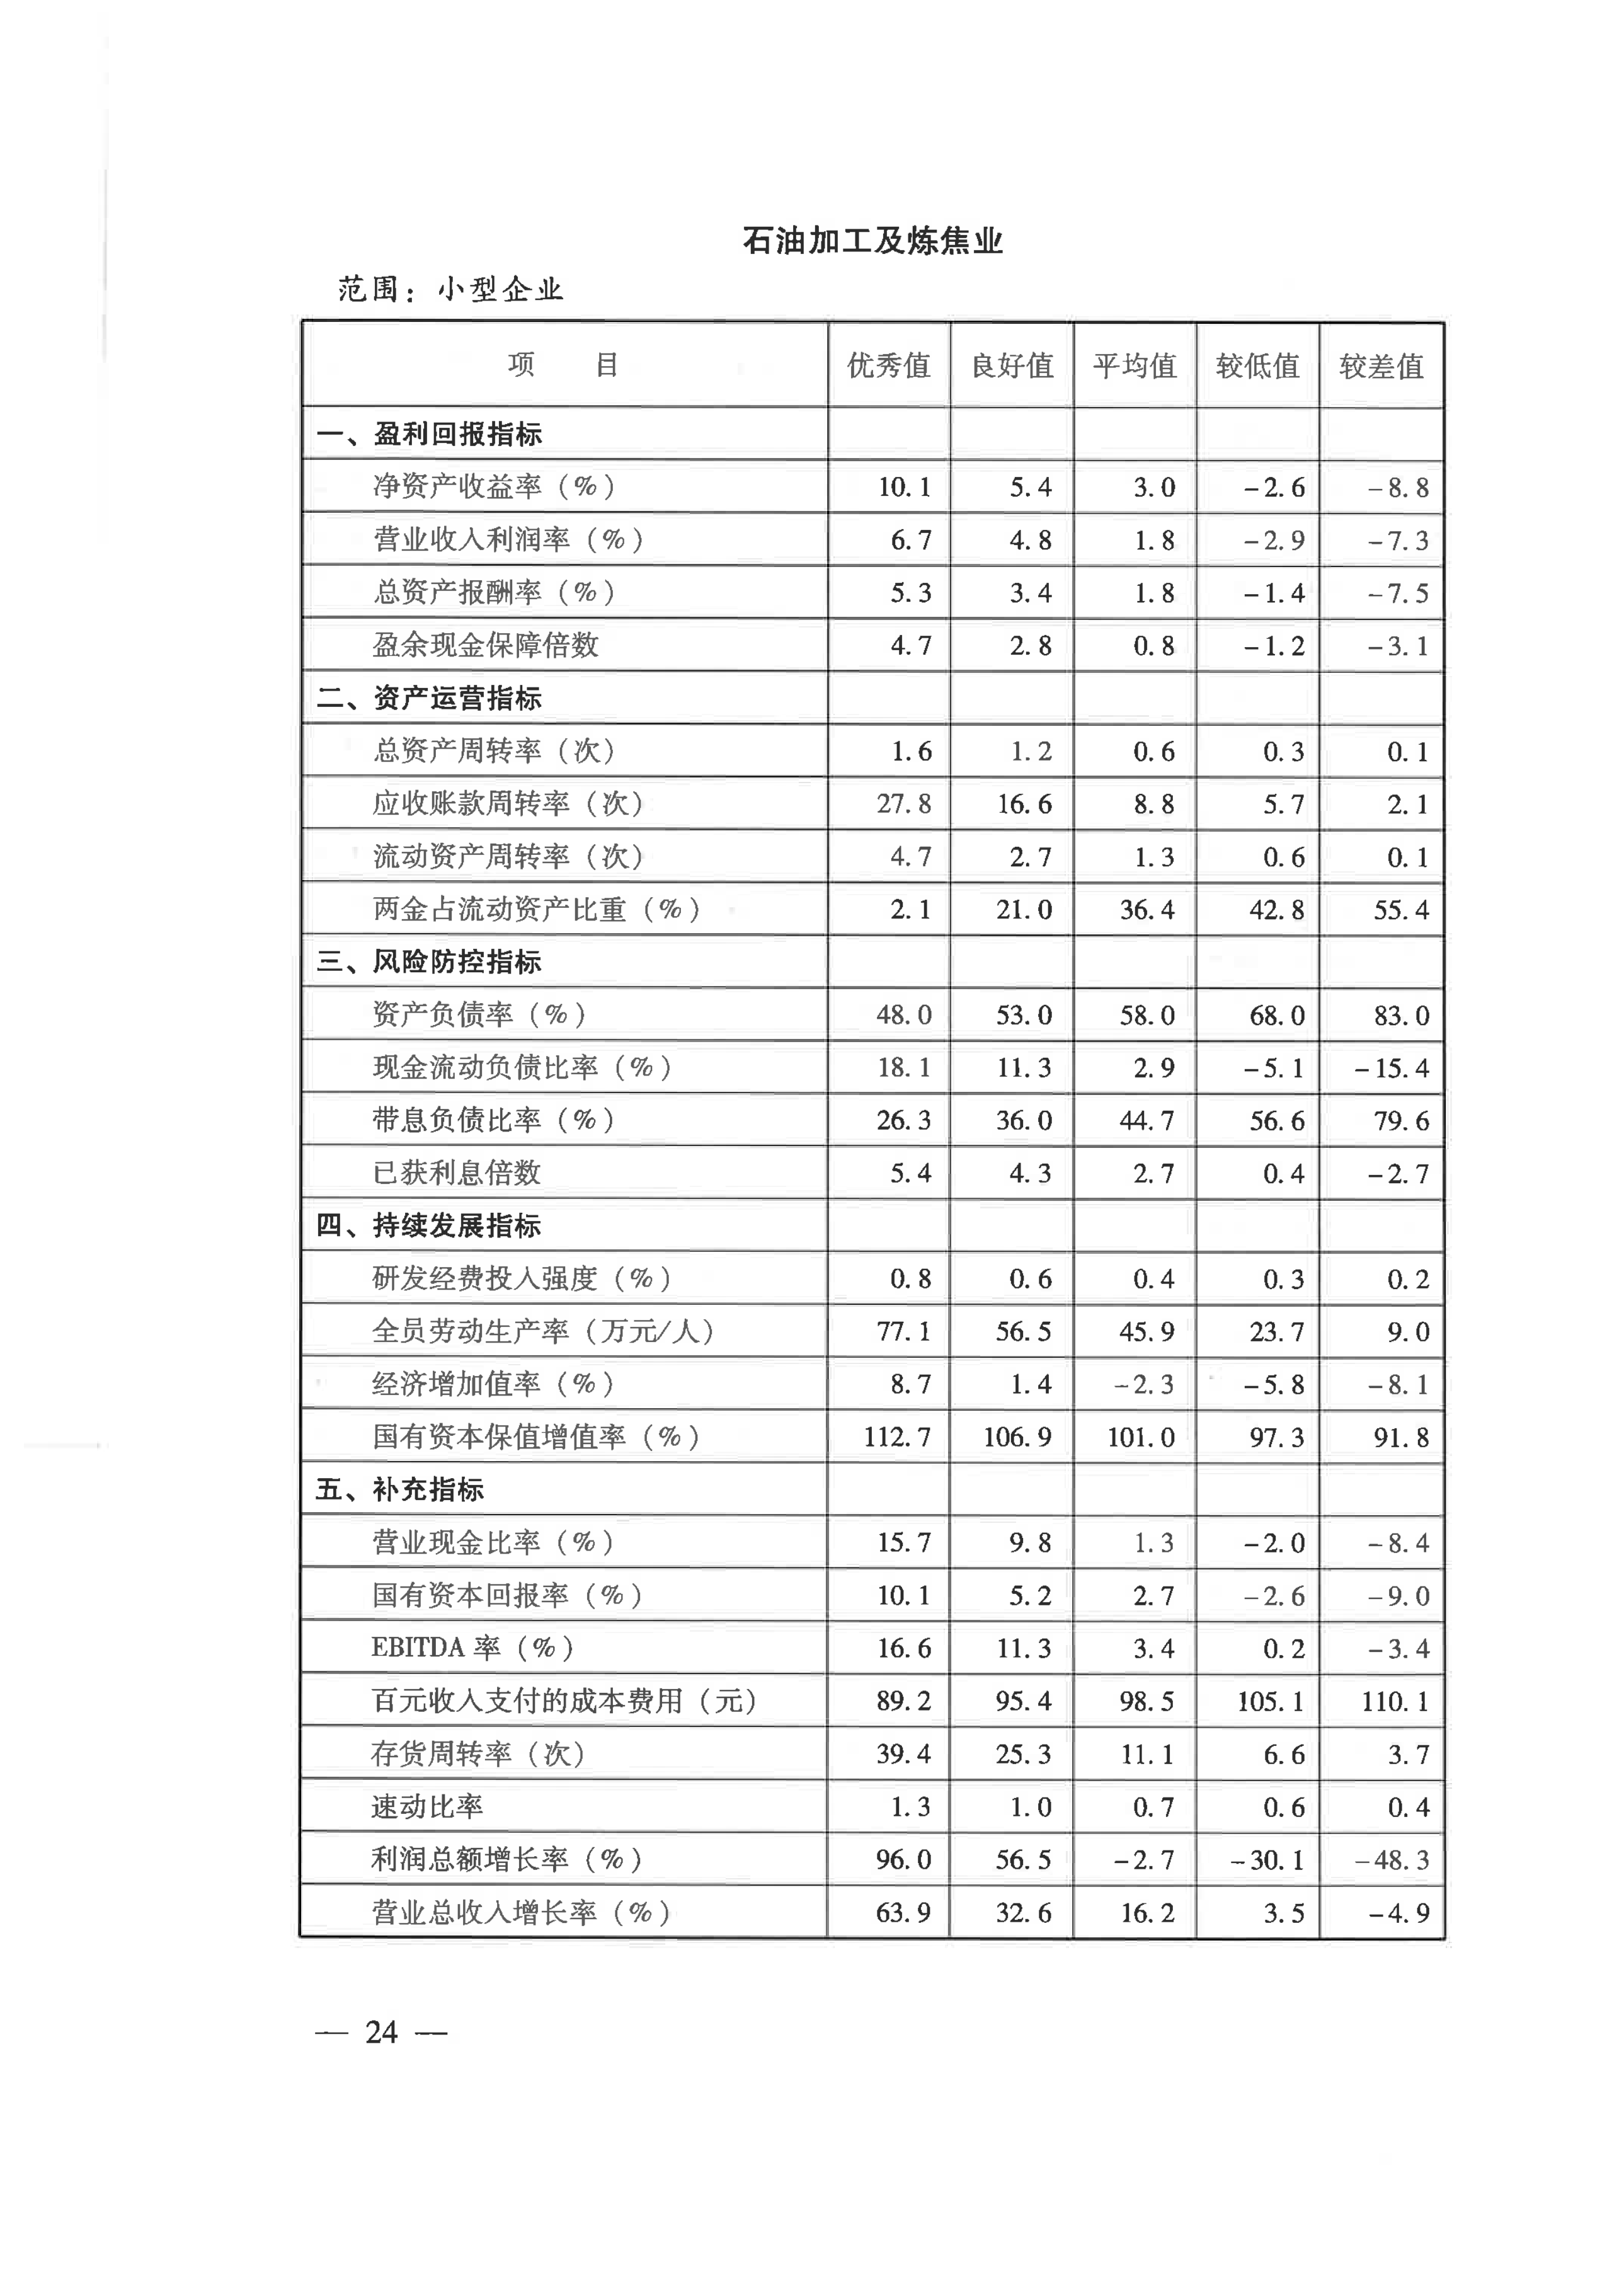 石油加工及炼焦业
范围：小型企业
项 目 优秀值 良好值 平均值 较低值 较差值
一、盈利回报指标
净资产收益率（%） 10.1 5.4 3.0 -2.6 -8.8
营业收入利润率（%） 6.7 4.8 1.8 -2.9 -7.3
总资产报酬率（%） 5.3 3.4 1.8 -1.4 -7.5
盈余现金保障倍数 4.7 2.8 0.8 -1.2 -3.1
二、资产运营指标
总资产周转率（次） 1.6 1.2 0.6 0.3 0.1
应收账款周转率（次） 27.8 16.6 8.8 5.7 2.1
流动资产周转率（次） 4.7 2.7 1.3 0.6 0.1
两金占流动资产比重（%） 2.1 21.0 36.4 42.8 55.4
三、风险防控指标
资产负债率（%） 48.0 53.0 58.0 68.0 83.0
现金流动负债比率（%） 18.1 11.3 2.9 -5.1 -15.4
带息负债比率（%） 26.3 36.0 44.7 56.6 79.6
已获利息倍数 5.4 4.3 2.7 0.4 -2.7
四、持续发展指标
研发经费投入强度（%） 0.8 0.6 0.4 0.3 0.2
全员劳动生产率（万元/人） 77.1 56.5 45.9 23.7 9.0
经济增加值率（%） 8.7 1.4 -2.3 -5.8 -8.1
国有资本保值增值率（%） 112.7 106.9 101.0 97.3 91.8
五、补充指标
营业现金比率（%） 15.7 9.8 1.3 -2.0 -8.4
国有资本回报率（%） 10.1 5.2 2.7 -2.6 -9.0
EBITDA 率（%） 16.6 11.3 3.4 0.2 -3.4
百元收入支付的成本费用（元） 89.2 95.4 98.5 105.1 110.1
存货周转率（次） 39.4 25.3 11.1 6.6 3.7
速动比率 1.3 1.0 0.7 0.6 0.4
利润总额增长率（%） 96.0 56.5 -2.7 -30.1 -48.3
营业总收入增长率（%） 63.9 32.6 16.2 3.5 -4.9
— 24 —